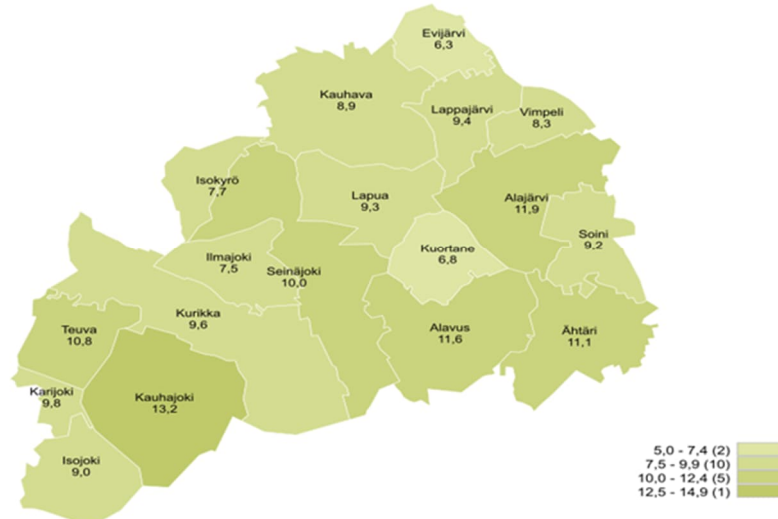 Evijärvi
6,3
Kauhava
8,9
Lappajärvi
9,4
Vimpeli
8,3
Isokyrö
7,7
Lapua
9,3
Alajärvi
11,9
Soini
9,2
Kuortane
6,8
Ilmajoki
7,5
Seinäjoki
10,0
Kurikka
9,6
Teuva
10,8
Alavus
11,6
Ähtäri
11,1
Karijoki
9,8
Kauhajoki
13,2
Isojoki
9,0
5,0 - 7,4 (2)
7,5 - 9,9 (10)
10,0 - 12,4 (5)
12,5 - 14,9 (1)